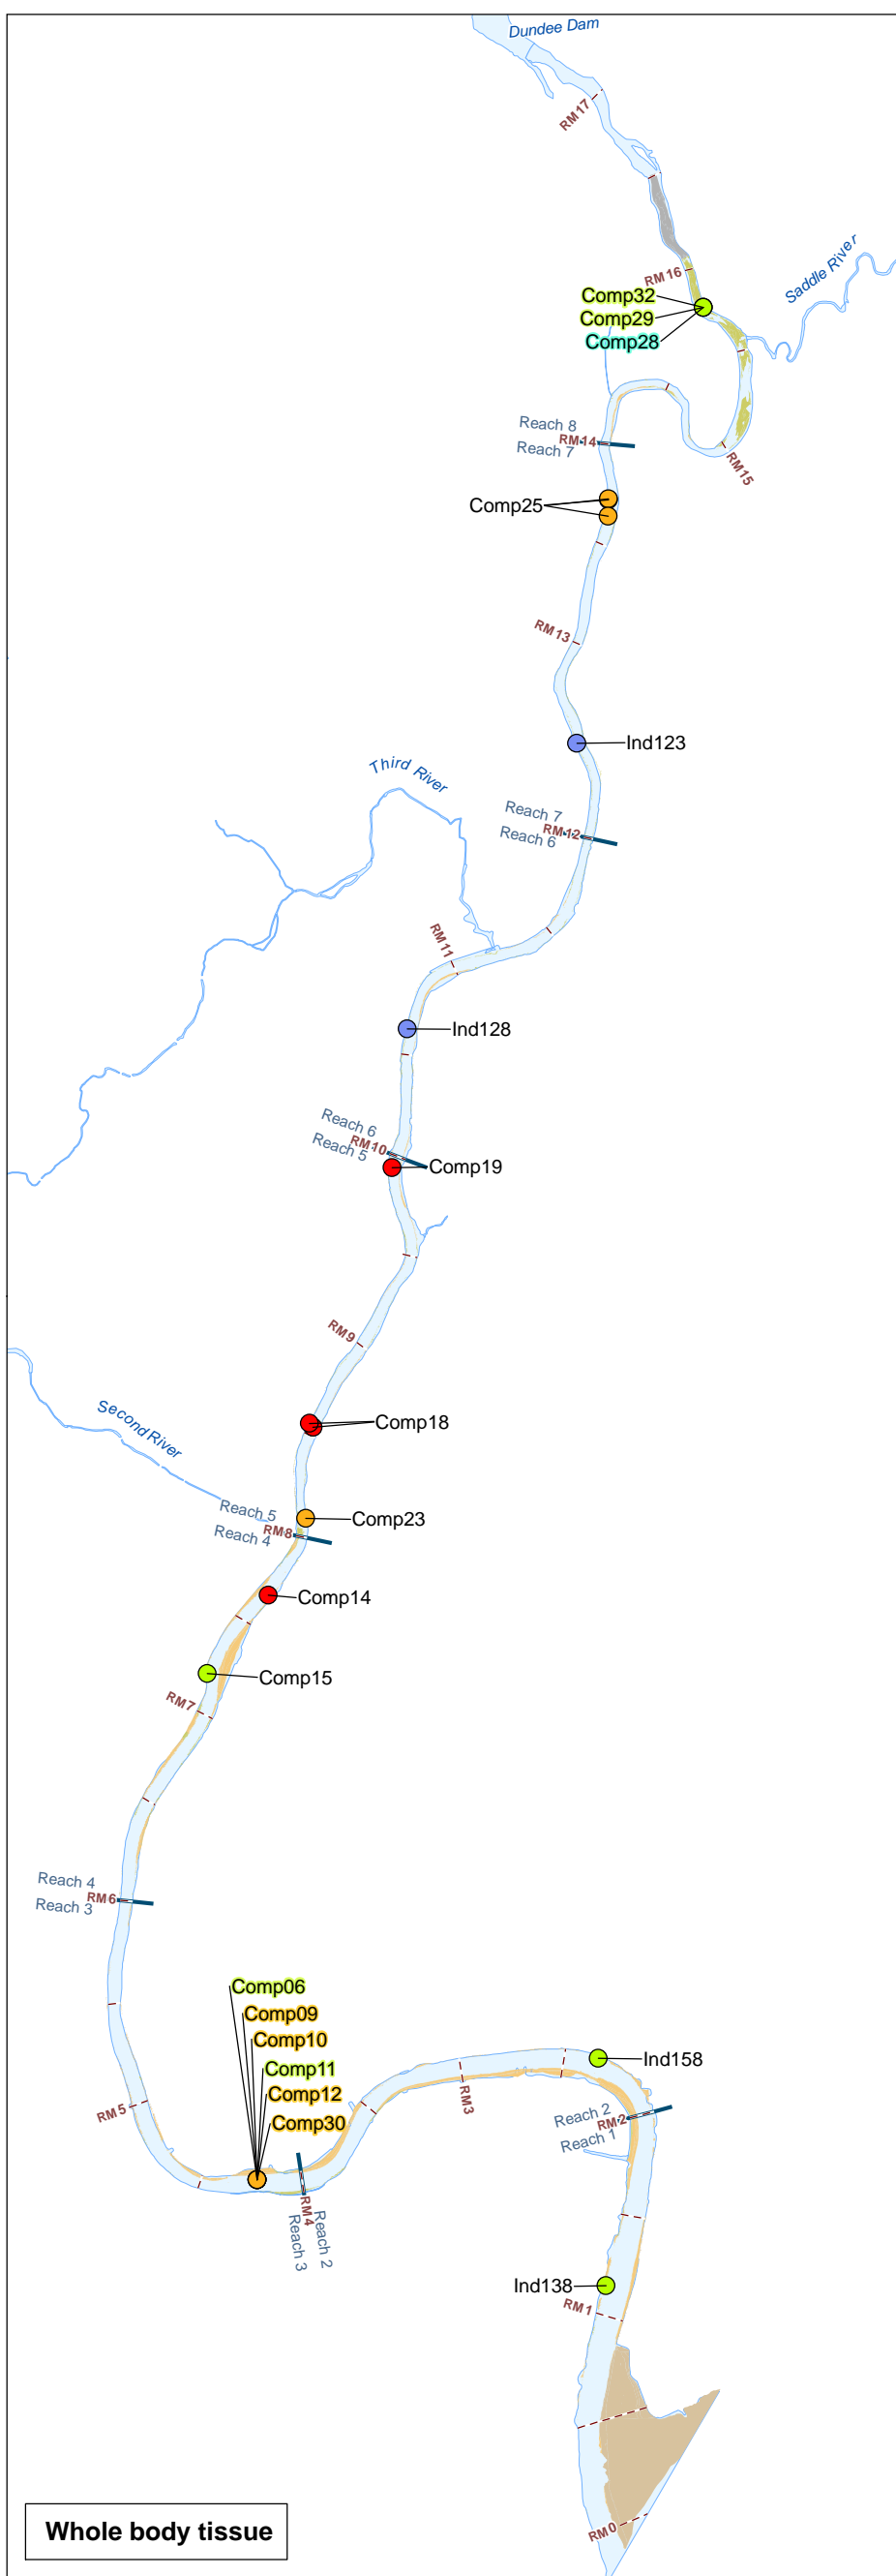 Dundee Dam
RM17
Saddle River
RM16
Comp32
Comp29
Comp28
Reach 8
RM14
Reach 7
RM15
Comp25
RM13
Ind123
Third River
Reach 7
RM12
Reach 6
RM11
Ind128
Reach 6
RM10
Reach 5
Comp19
RM9
Comp18
Second River
Reach 5
Comp23
RM8
Reach 4
Comp14
Comp15
RM7
Reach 4
RM6
Reach 3
Comp06
Comp09
Comp10
Comp11
Comp12
Comp30
Ind158
RM3
RM5
Reach 2
RM2
Reach 1
RM4
Reach 2
Reach 3
Ind138
RM1
RM0
Whole body tissue